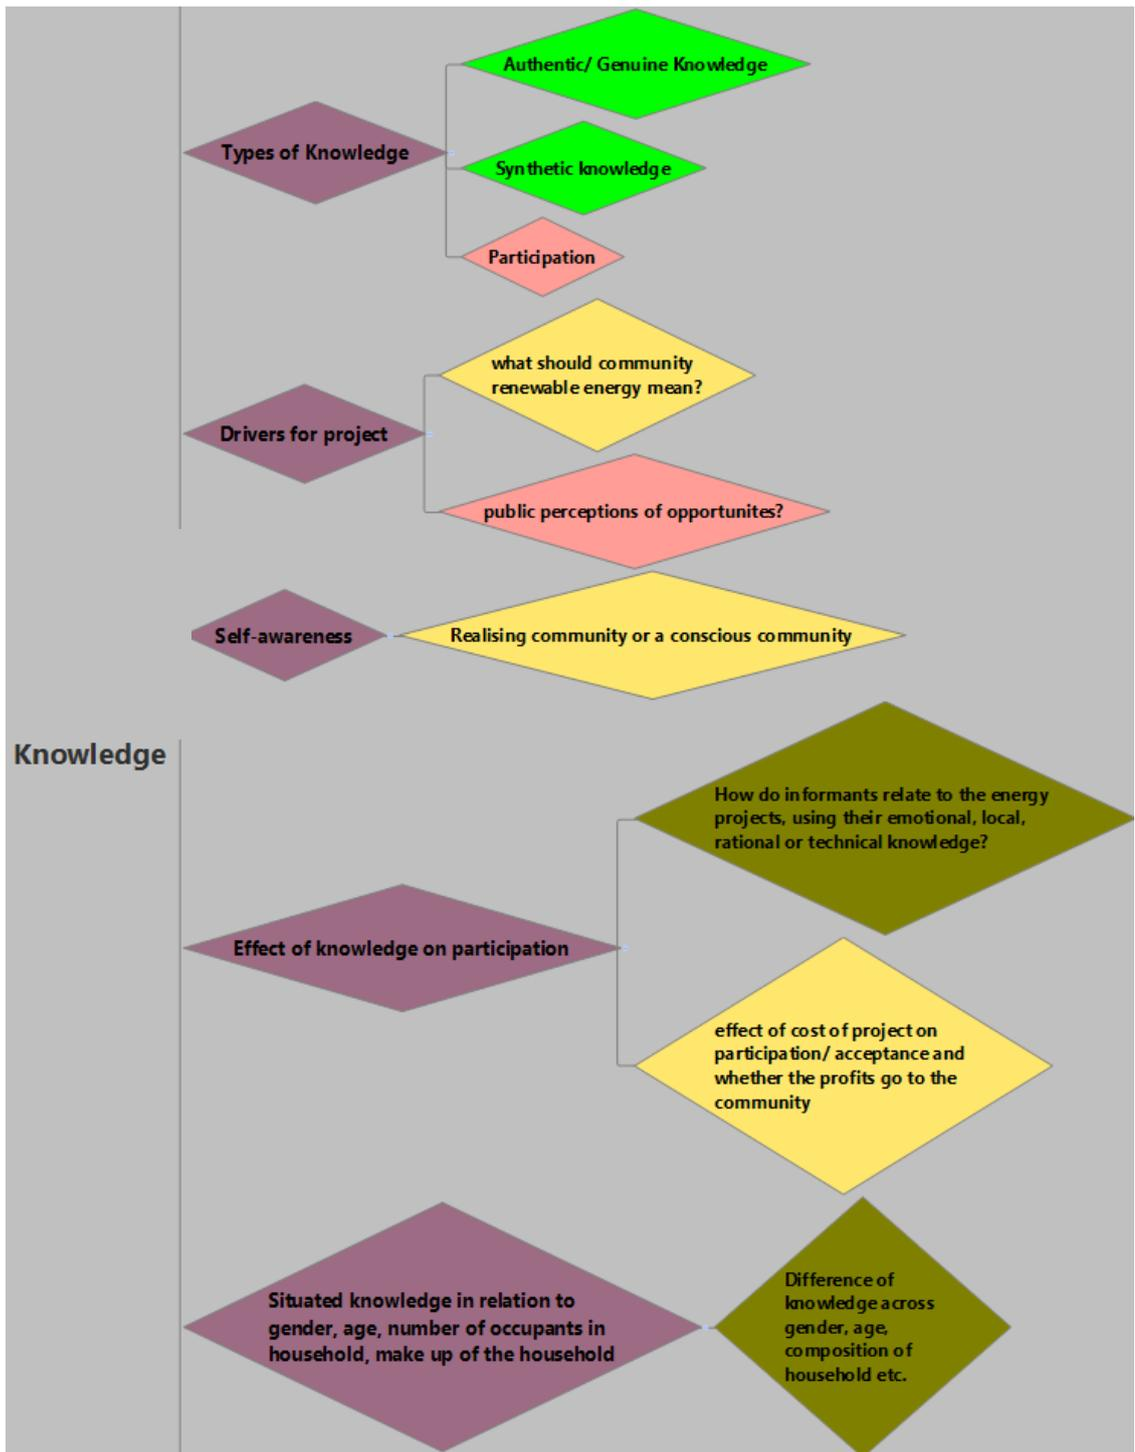 Authentic/ Genuine Knowledge
Types of Knowledge
Synthetic knowledge
Participation
what should community
renewable energy mean?
Drivers for project
public perceptions of opportunites?
Self-awareness
Realising community or a conscious community
Knowledge
How do informants relate to the energy
projects, using their emotional, local,
rational or technical knowledge?
Effect of knowledge on participation
effect of cost of project on
participation/ acceptance and
whether the profits go to the
community
Situated knowledge in relation to
gender, age, number of occupants in
household, make up of the household
Difference of
knowledge across
gender, age,
composition of
household etc.